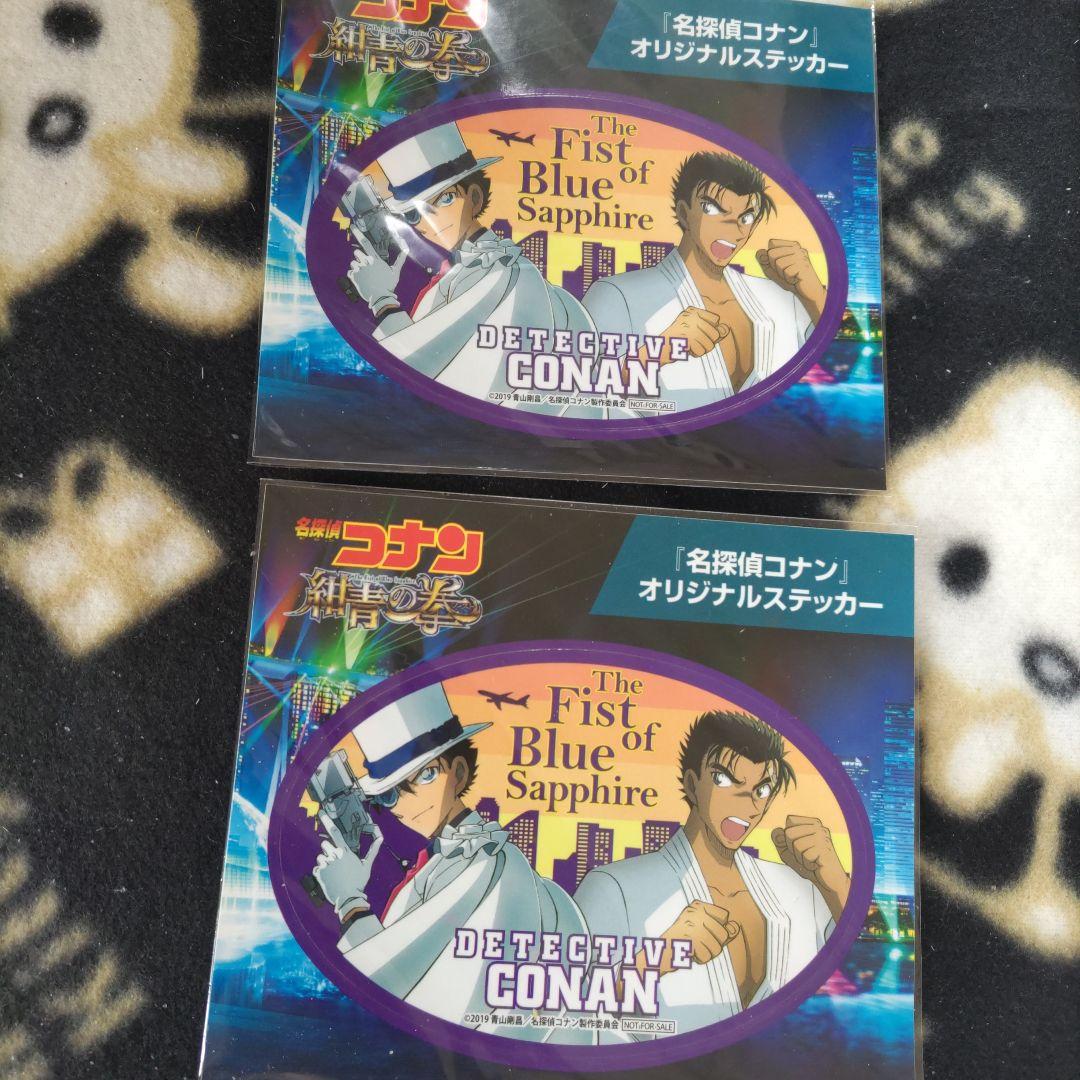 コナン
紺青の拳
『名探偵コナン』
オリジナルステッカー
The
Fist
of
Blue
Sapphire
DETECTIVE
CONAN
©2019 青山剛昌／名探偵コナン製作委員会 NOT FOR SALE
名探偵
コナン
紺青の拳
『名探偵コナン』
オリジナルステッカー
The
Fist
of
Blue
Sapphire
DETECTIVE
CONAN
©2019 青山剛昌／名探偵コナン製作委員会 NOT FOR SALE